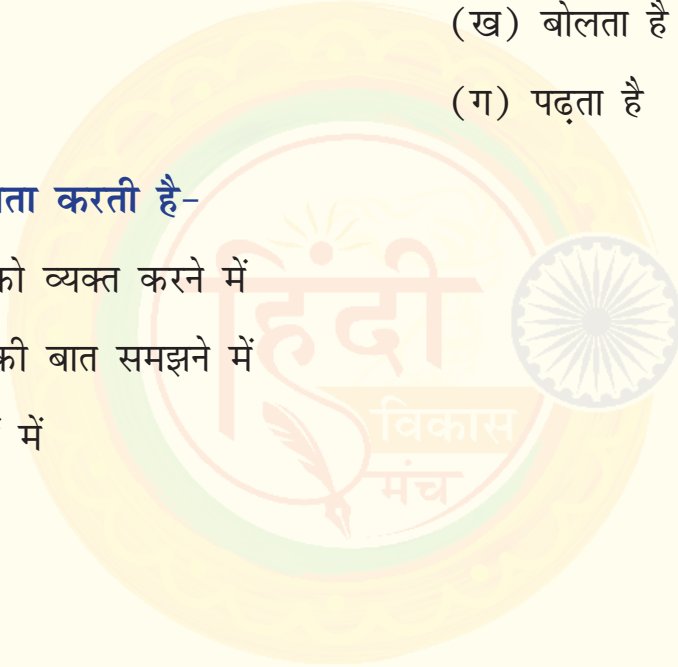 (ख) बोलता है
(ग) पढ़ता है
करती है-
को व्यक्त करने में
की बात समझने में
में
हिंदी
विकास
मंच